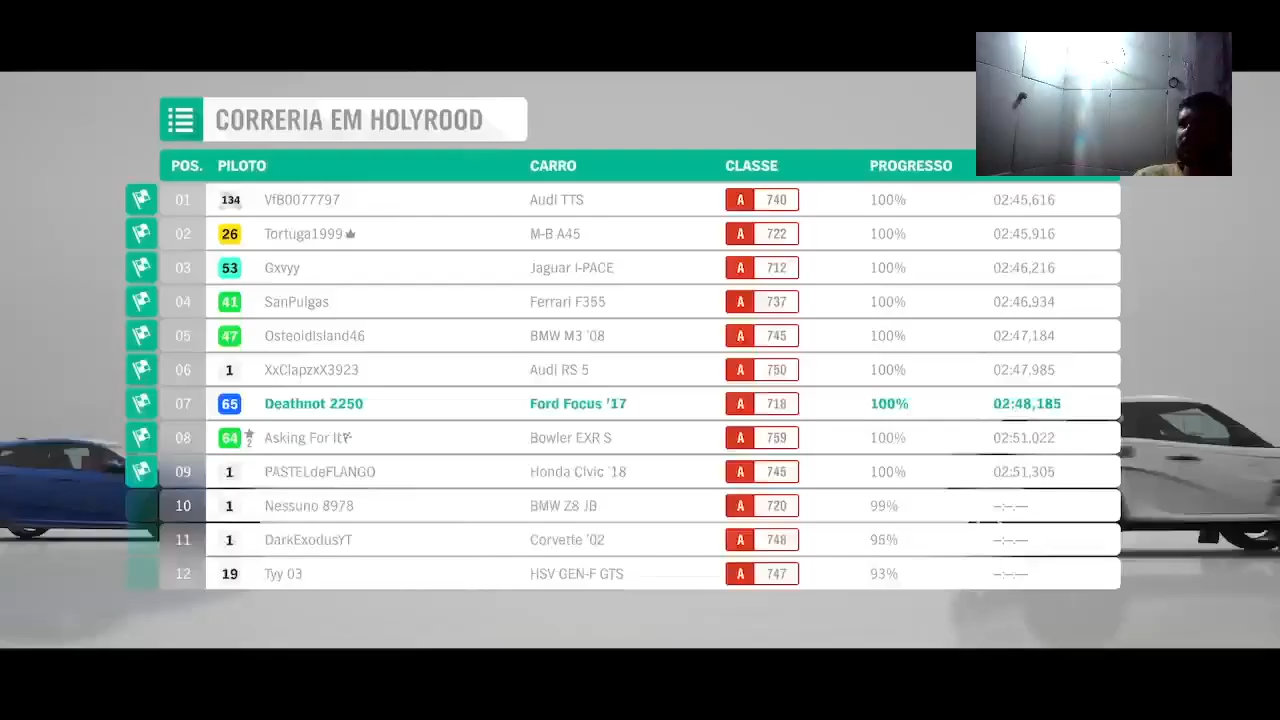 CORRERIA EM HOLYROOD
POS. PILOTO CARRO CLASSE PROGRESSO
01 134 VfB0077797 Audi TTS A 740 100% 02:45,616
02 26 Tortuga1999 M-B A45 A 722 100% 02:45,916
03 53 Gxvyy Jaguar I-PACE A 712 100% 02:46,216
04 41 SanPulgas Ferrari F355 A 737 100% 02:46,934
05 47 OsteoidIsland46 BMW M3 '08 A 745 100% 02:47,184
06 1 XxClapzxX3923 Audi RS 5 A 750 100% 02:47,985
07 65 Deathnot 2250 Ford Focus '17 A 718 100% 02:48,185
08 64 2 Asking For It Bowler EXR S A 759 100% 02:51,022
09 1 PASTELdeFLANGO Honda Civic '18 A 745 100% 02:51,305
10 1 Nessuno 8978 BMW Z8 JB A 720 99% --:--.---
11 1 DarkExodusYT Corvette '02 A 748 96% --:--.---
12 19 Tyy 03 HSV GEN-F GTS A 747 93% --:--.---